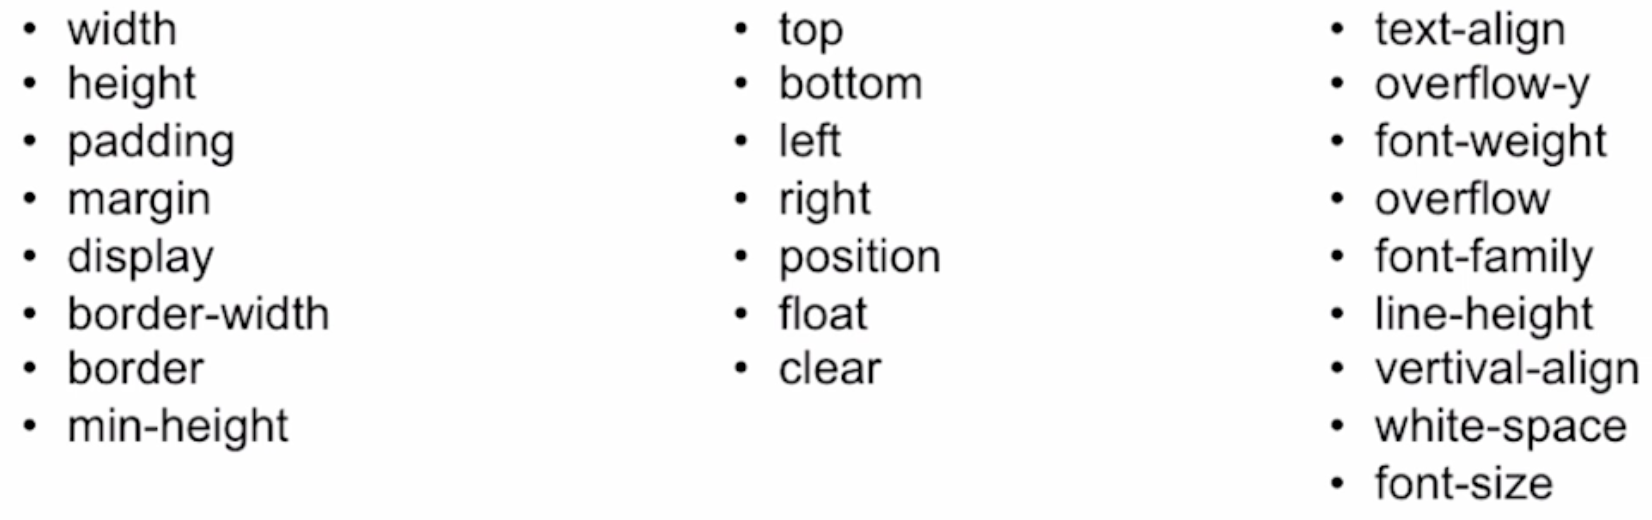 • width
• height
• padding
• margin
• display
• border-width
• border
• min-height
• top
• bottom
• left
• right
• position
• float
• clear
• text-align
• overflow-y
• font-weight
• overflow
• font-family
• line-height
• vertival-align
• white-space
• font-size